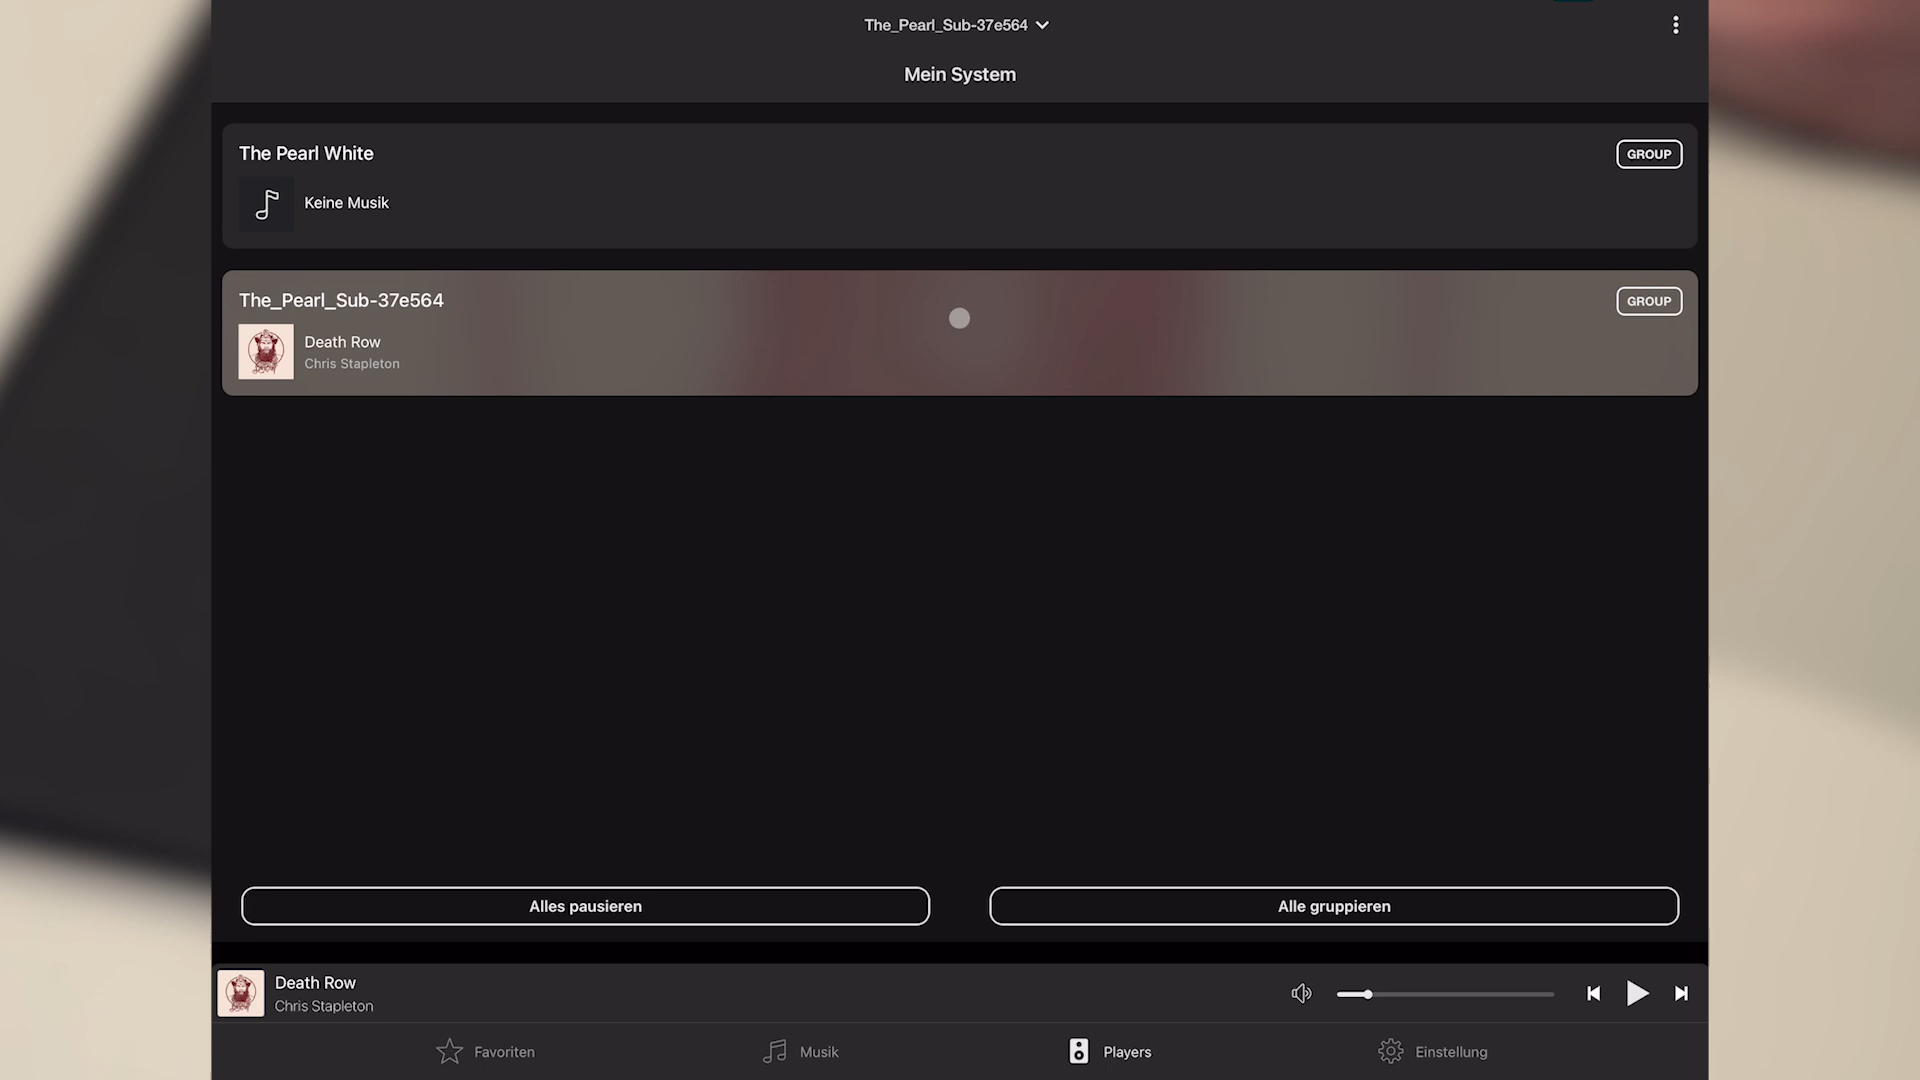 The_Pearl_Sub-37e564
Mein System
The Pearl White
GROUP
Keine Musik
The_Pearl_Sub-37e564
GROUP
Death Row
Chris Stapleton
Alles pausieren
Alle gruppieren
Death Row
Chris Stapleton
Favoriten
Musik
Players
Einstellung